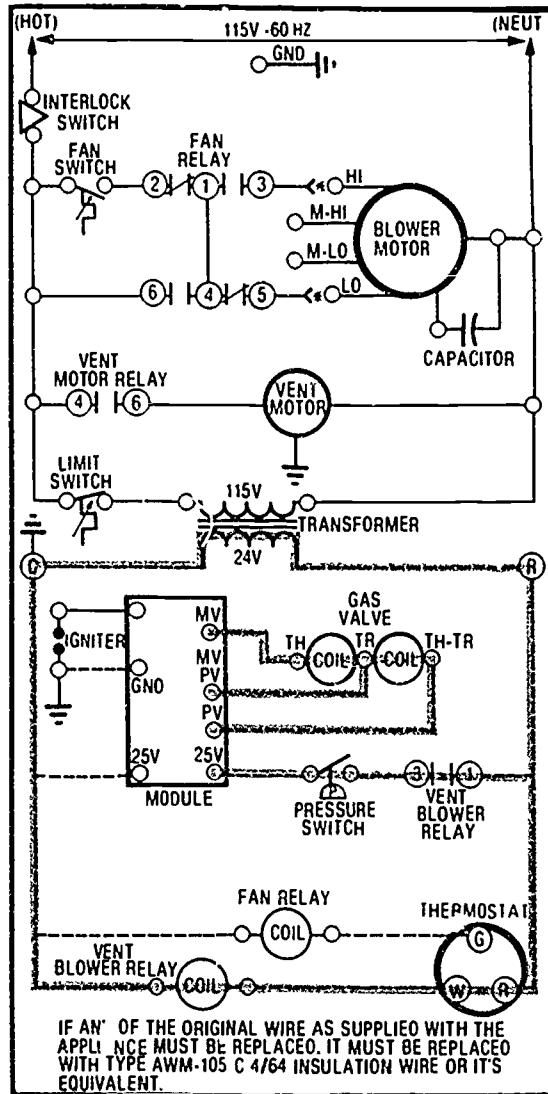 (HOT)
(NEUT
115V -60 HZ
GND
INTERLOCK
SWITCH
FAN
SWITCH
FAN
RELAY
2
1
3
HI
M-HI
M-LO
LO
BLOWER
MOTOR
6
4
5
CAPACITOR
VENT
MOTOR RELAY
4
6
VENT
MOTOR
LIMIT
SWITCH
115V
TRANSFORMER
24V
R
IGNITER
GND
25V
MV
MV
PV
PV
25V
MODULE
GAS
VALVE
TH
COIL
TR
COIL
TH-TR
PRESSURE
SWITCH
3
1
VENT
BLOWER
RELAY
FAN RELAY
COIL
THERMOSTAT
G
VENT
BLOWER RELAY
COIL
W
R
IF AN' OF THE ORIGINAL WIRE AS SUPPLIED WITH THE
APPLI NCE MUST BE REPLACED. IT MUST BE REPLACED
WITH TYPE AWM-105 C 4/64 INSULATION WIRE OR IT'S
EQUIVALENT.